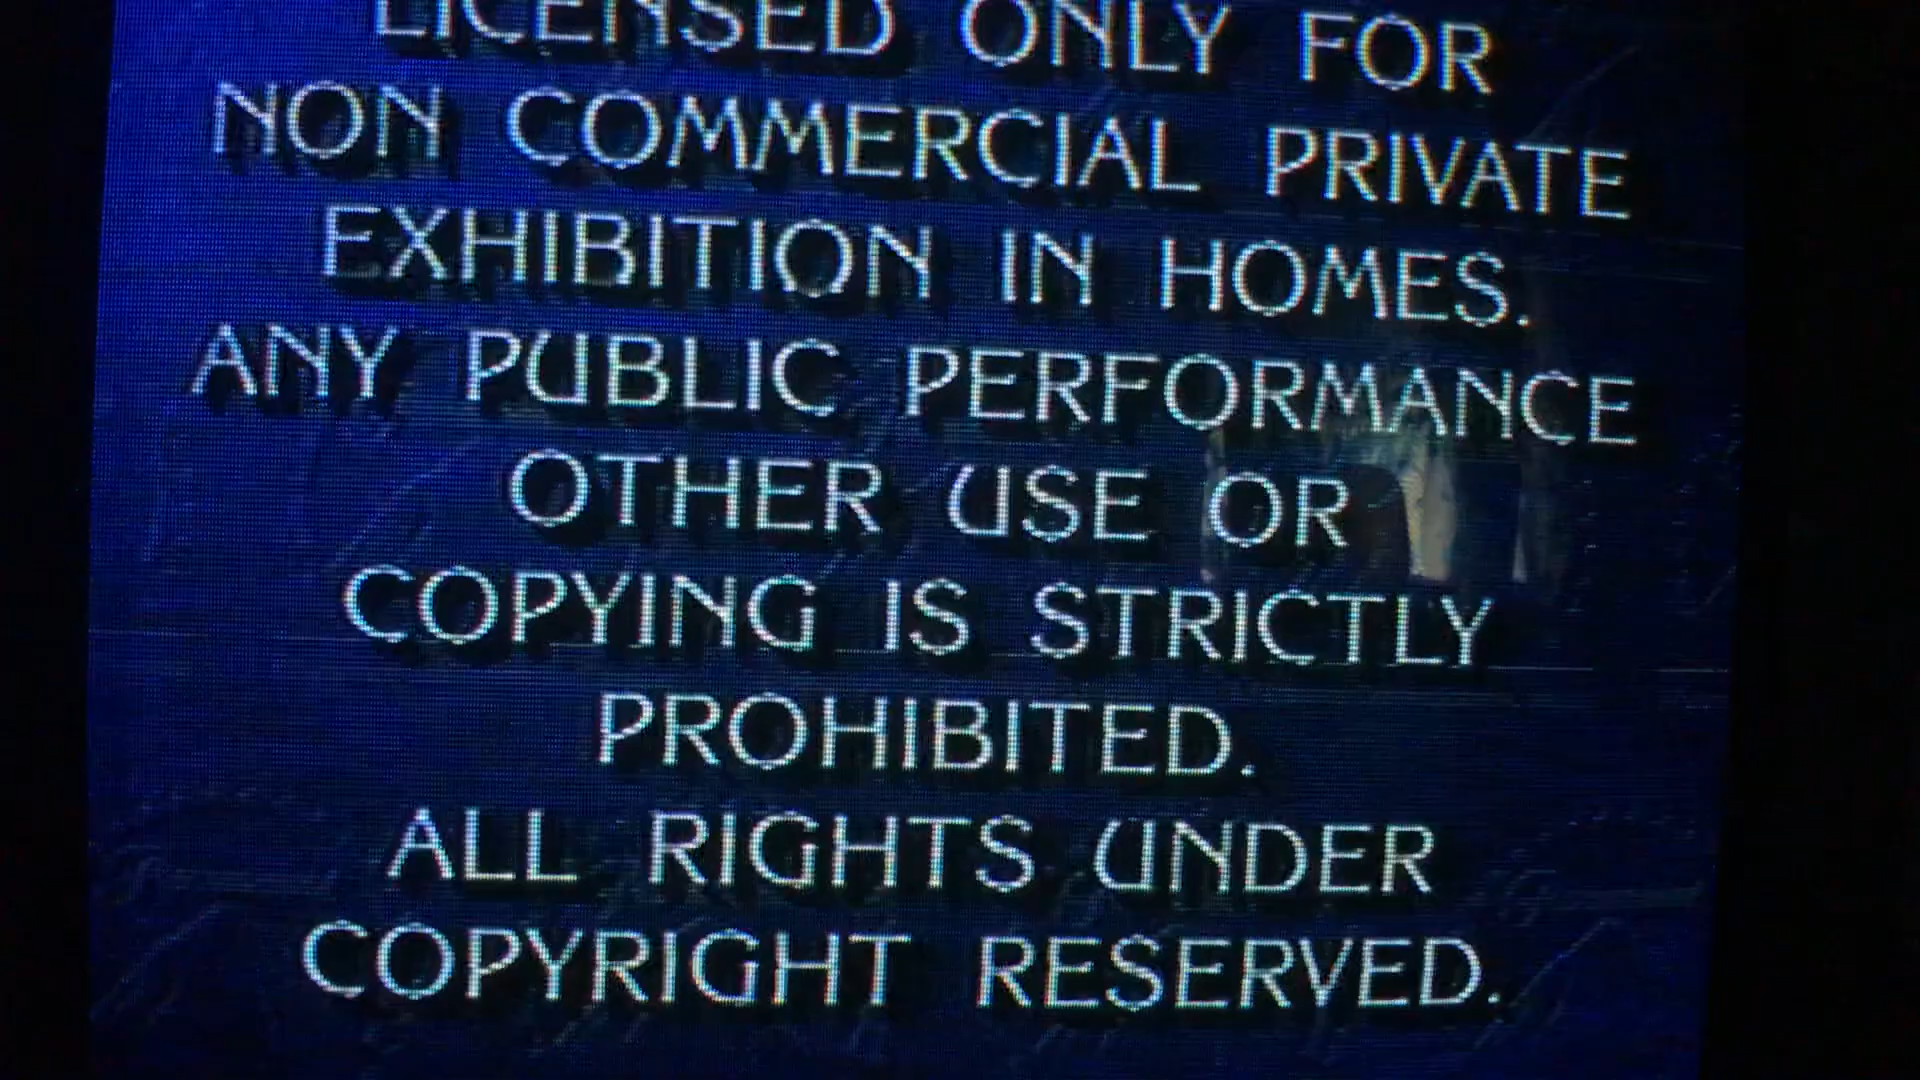 LICENSED ONLY FOR
NON COMMERCIAL PRIVATE
EXHIBITION IN HOMES.
ANY PUBLIC PERFORMANCE
OTHER USE OR
COPYING IS STRICTLY
PROHIBITED.
ALL RIGHTS UNDER
COPYRIGHT RESERVED.